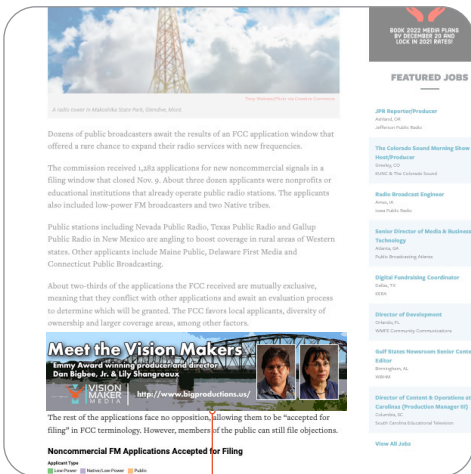 BOOK 2022 MEDIA PLANS
BY DECEMBER 20 AND
LOCK IN 2021 RATES!
FEATURED JOBS
Tony Webster/Flickr via Creative Commons
A radio tower in Makoshika State Park, Glendive, Mont.
Dozens of public broadcasters await the results of an FCC application window that
offered a rare chance to expand their radio services with new frequencies.
The commission received 1,282 applications for new noncommercial signals in a
filing window that closed Nov. 9. About three dozen applicants were nonprofits or
educational institutions that already operate public radio stations. The applicants
also included low-power FM broadcasters and two Native tribes.
Public stations including Nevada Public Radio, Texas Public Radio and Gallup
Public Radio in New Mexico are angling to boost coverage in rural areas of Western
states. Other applicants include Maine Public, Delaware First Media and
Connecticut Public Broadcasting.
About two-thirds of the applications the FCC received are mutually exclusive,
meaning that they conflict with other applications and await an evaluation process
to determine which will be granted. The FCC favors local applicants, diversity of
ownership and larger coverage areas, among other factors.
Meet the Vision Makers
Emmy Award winning producer and director
Dan Bigbee, Jr. & Lily Shangreaux
VISION
MAKER
MEDIA
http://www.bigproductions.us/
The rest of the applications face no opposition, allowing them to be "accepted for
filing" in FCC terminology. However, members of the public can still file objections.
Noncommercial FM Applications Accepted for Filing
Applicant Type
Low Power
Native/Low Power
Public
JPR Reporter/Producer
Ashland, OR
Jefferson Public Radio
The Colorado Sound Morning Show
Host/Producer
Greeley, CO
KUNC & The Colorado Sound
Radio Broadcast Engineer
Ames, IA
Iowa Public Radio
Senior Director of Media & Business
Technology
Atlanta, GA
Public Broadcasting Atlanta
Digital Fundraising Coordinator
Dallas, TX
KERA
Director of Development
Orlando, FL
WMFE Community Communications
Gulf States Newsroom Senior
Editor
Birmingham, AL
WBHM
Director of Content & Operations at
Carolinas (Production Manager III)
Columbia, SC
South Carolina Educational Television
View All Jobs